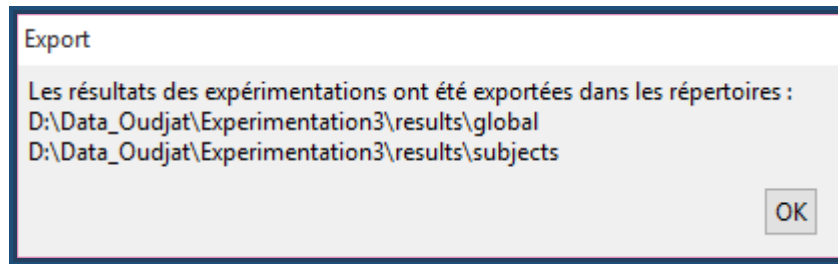 Export
Les résultats des expérimentations ont été exportées dans les répertoires :
D:\Data_Oudjat\Experimentation3\results\global
D:\Data_Oudjat\Experimentation3\results\subjects
OK